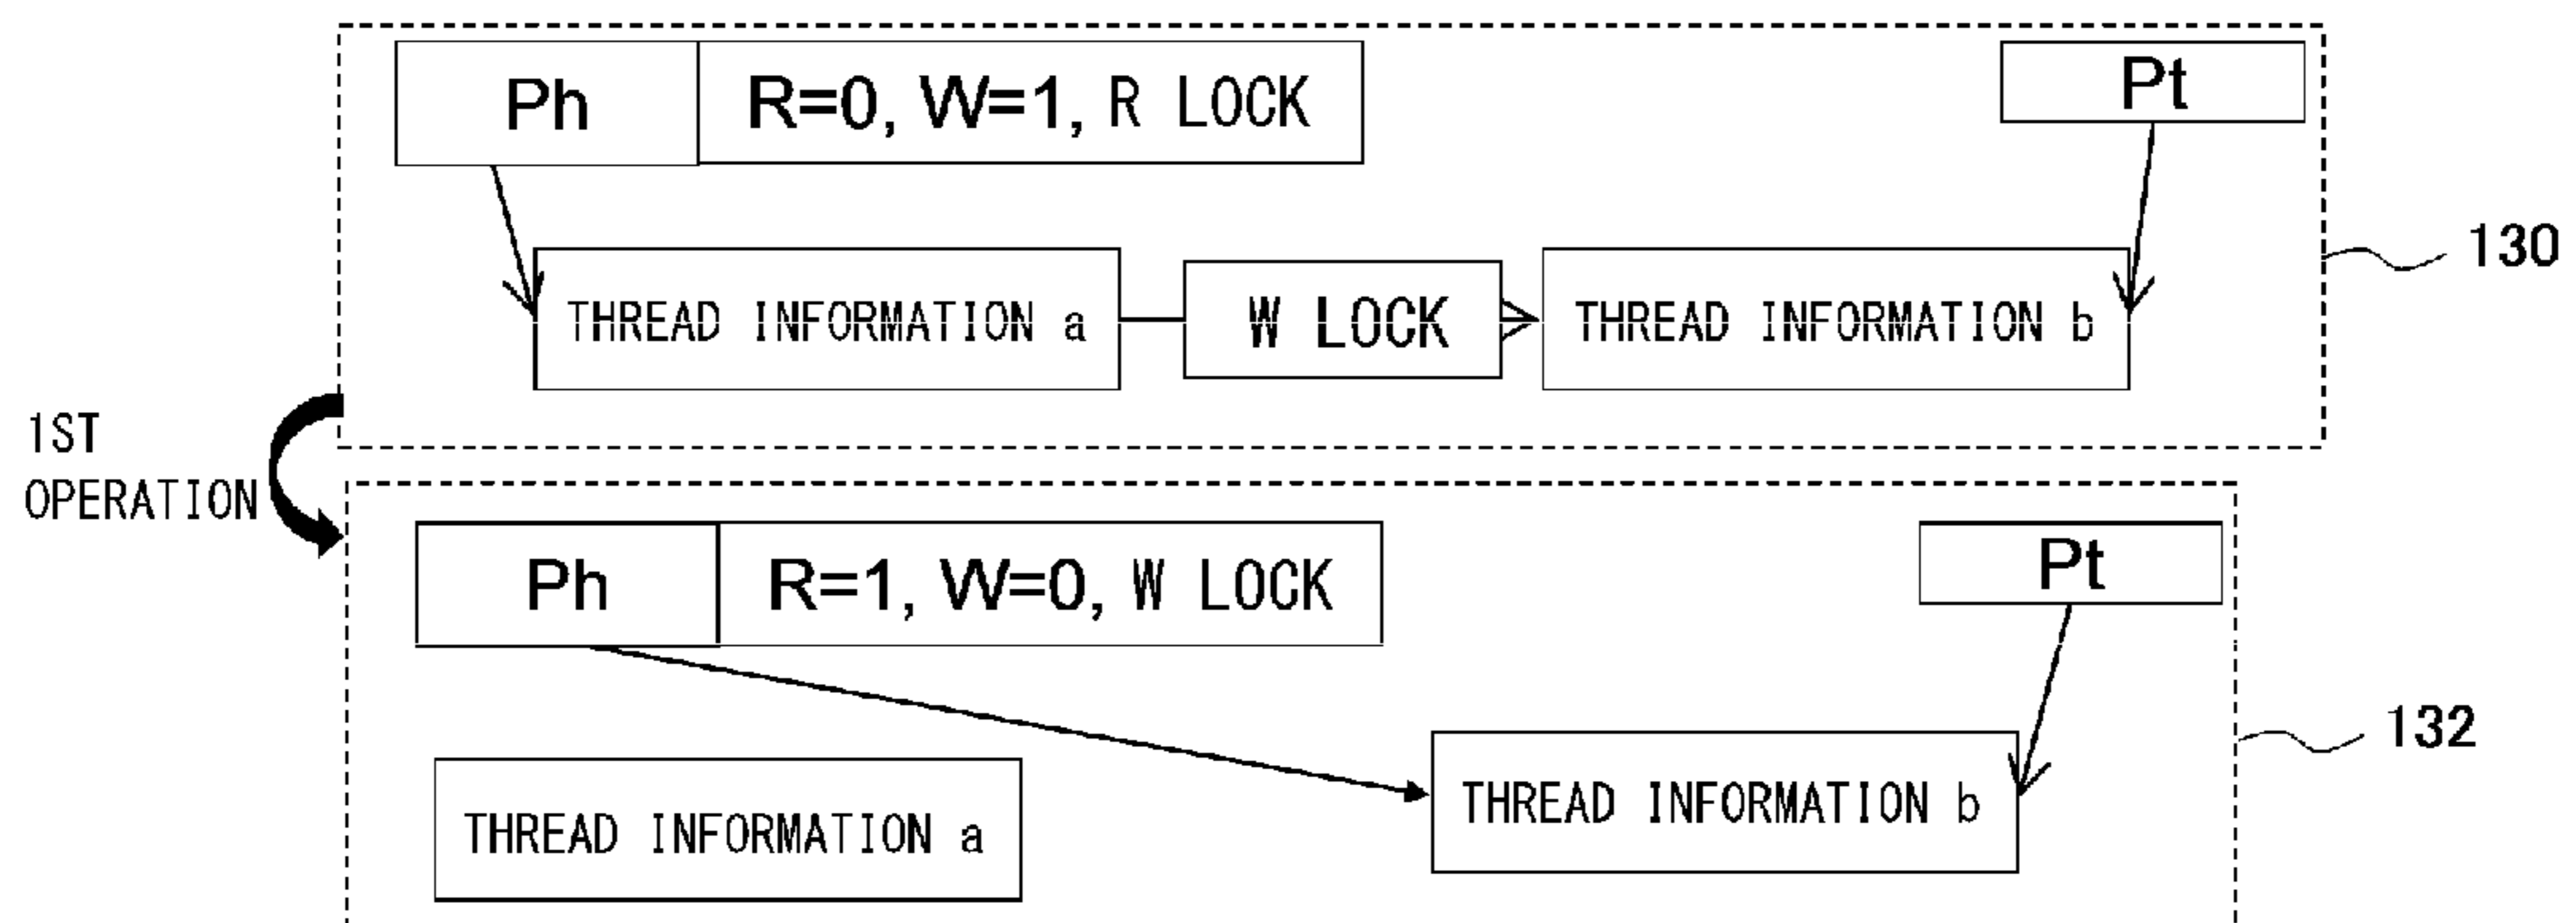 Ph R=0, W=1, R LOCK Pt
130
THREAD INFORMATION a W LOCK THREAD INFORMATION b
1ST
OPERATION
Ph R=1, W=0, W LOCK Pt
132
THREAD INFORMATION b
THREAD INFORMATION a